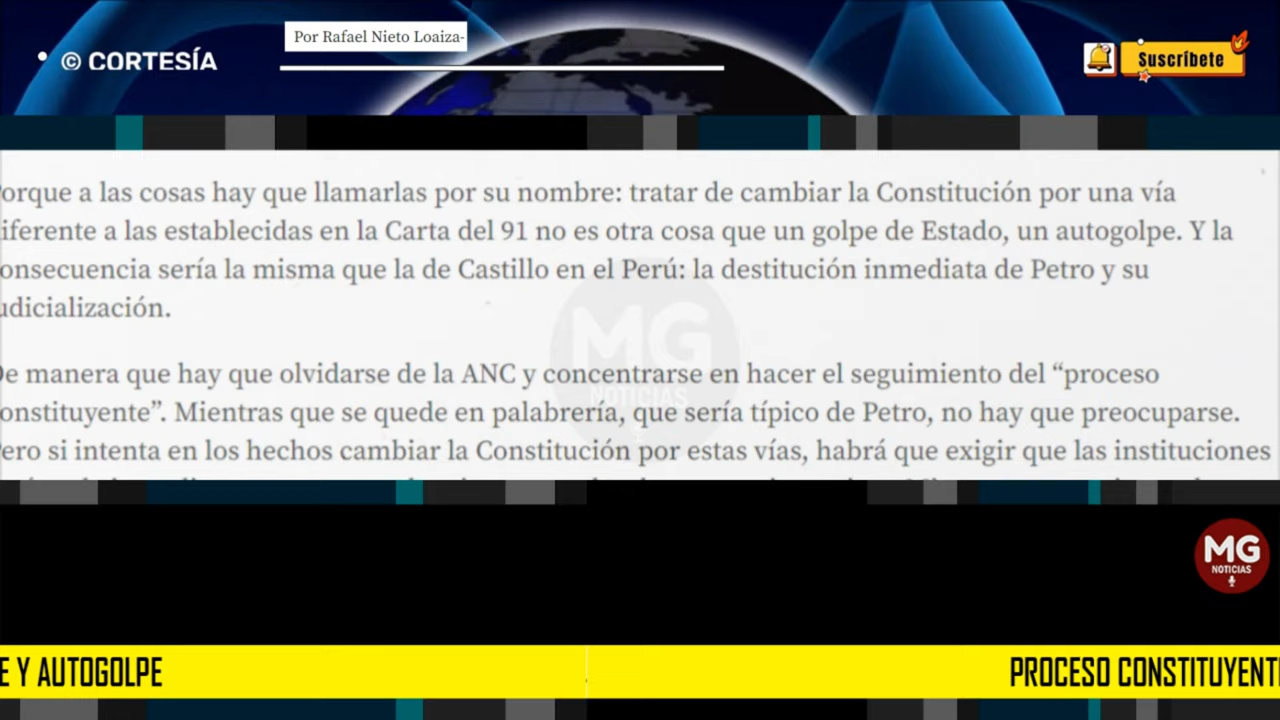 Por Rafael Nieto Loaiza-
© CORTESÍA
Suscríbete
orque a las cosas hay que llamarlas por su nombre: tratar de cambiar la Constitución por una vía
iferente a las establecidas en la Carta del 91 no es otra cosa que un golpe de Estado, un autogolpe. Y la
onsecuencia sería la misma que la de Castillo en el Perú: la destitución inmediata de Petro y su
udicialización.
De manera que hay que olvidarse de la ANC y concentrarse en hacer el seguimiento del “proceso
onstituyente”. Mientras que se quede en palabrería, que sería típico de Petro, no hay que preocuparse.
ero si intenta en los hechos cambiar la Constitución por estas vías, habrá que exigir que las instituciones
MG
NOTICIAS
MG
NOTICIAS
E Y AUTOGOLPE
PROCESO CONSTITUYENTE